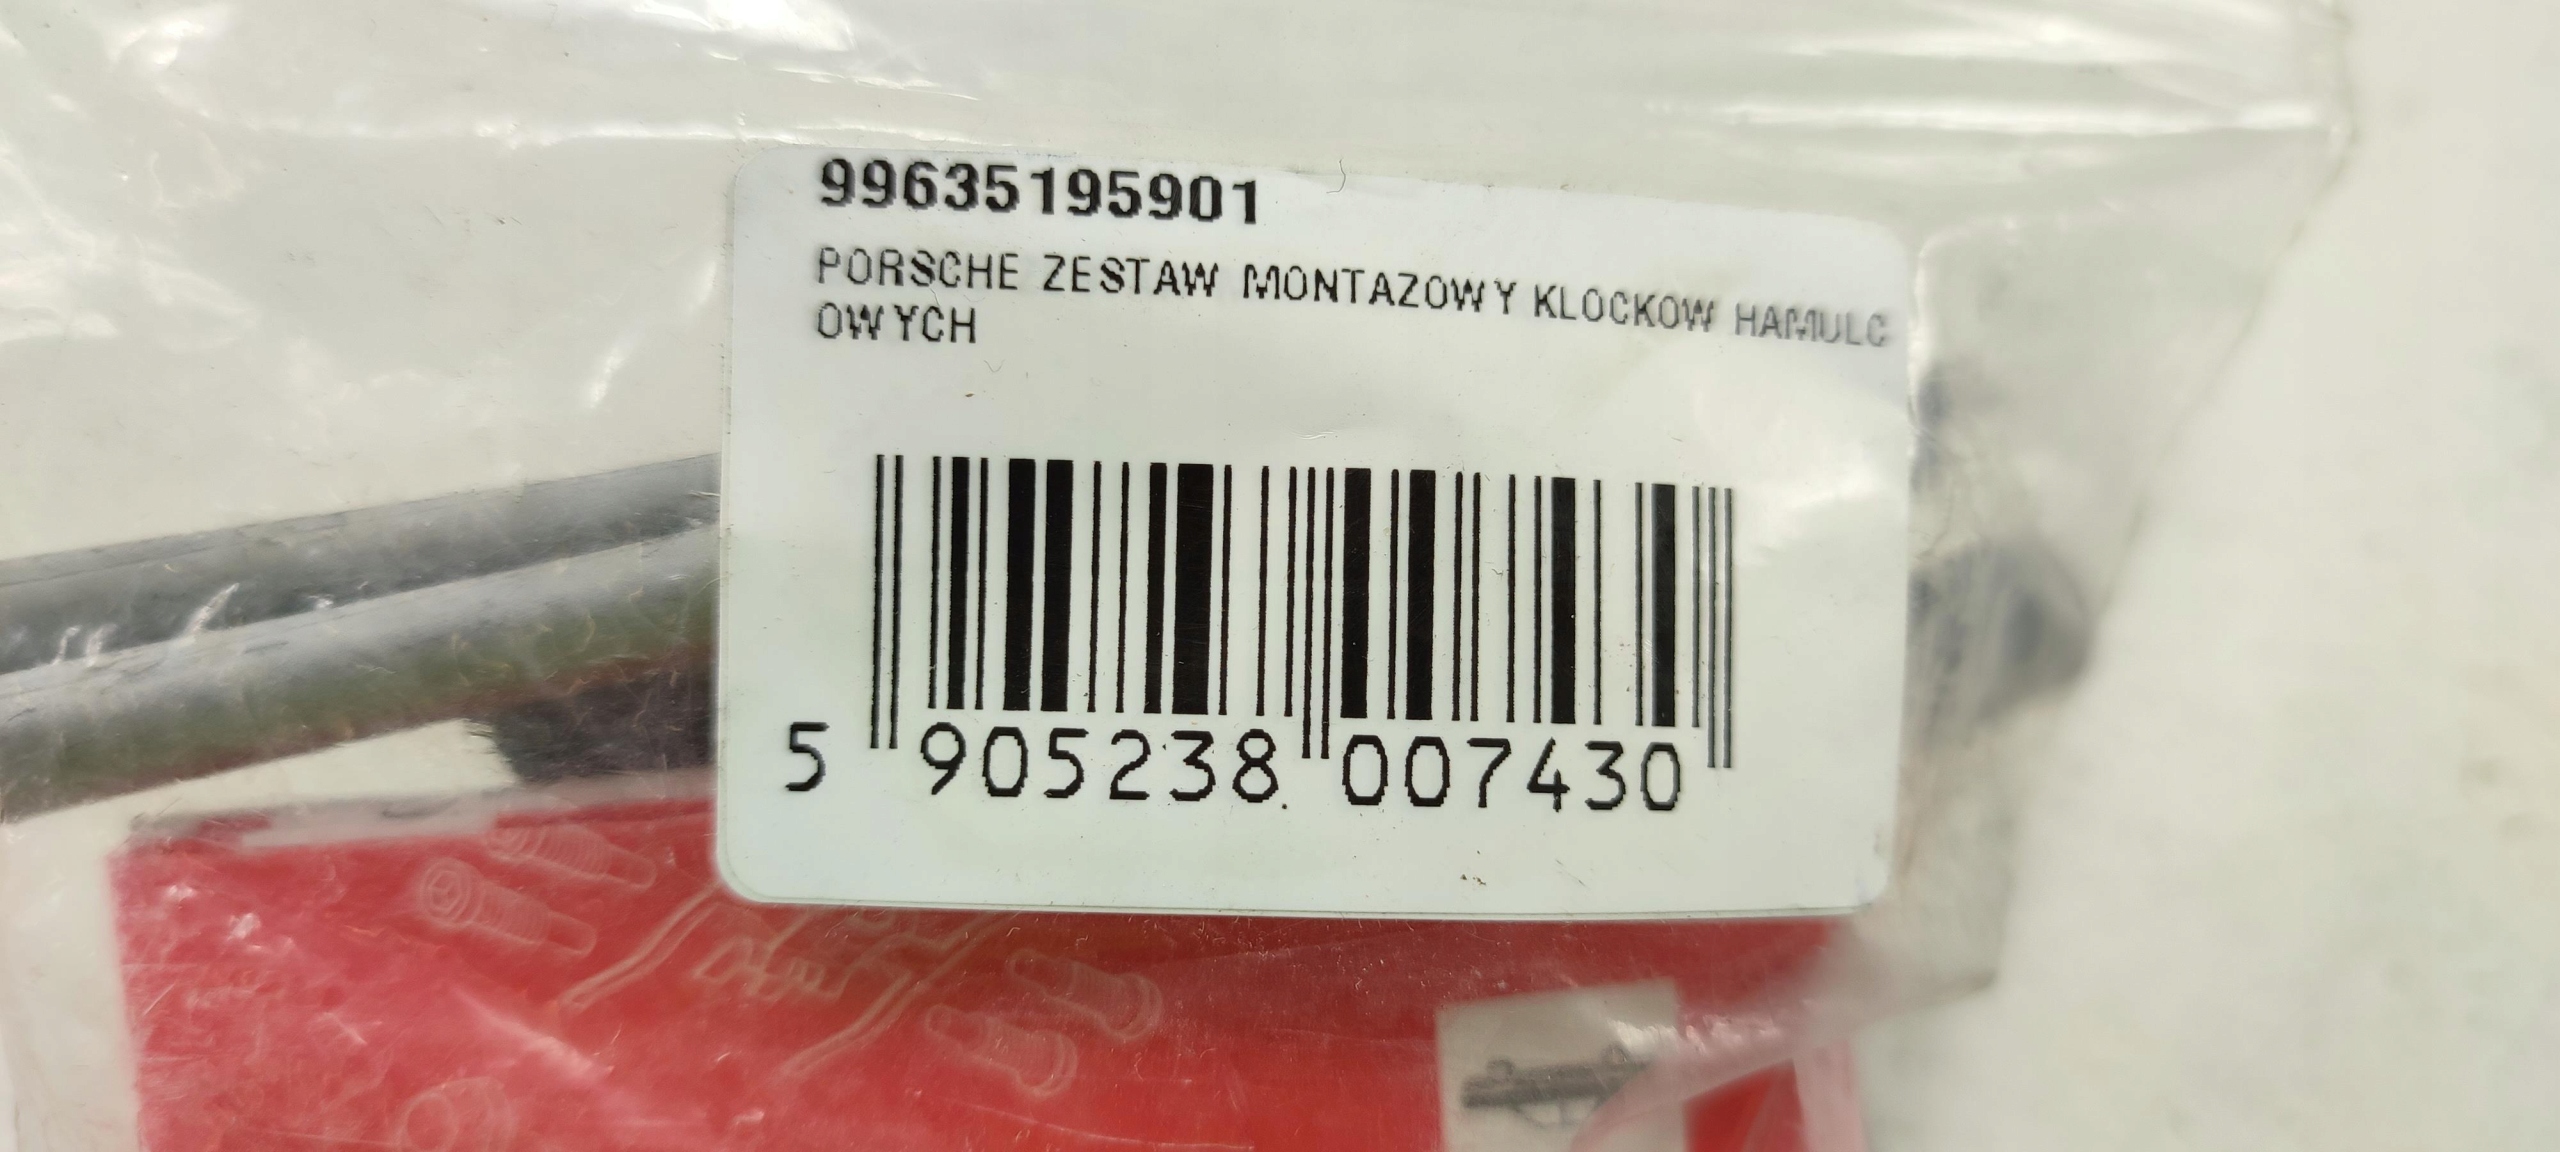 99635195901
PORSCHE ZESTAW MONTAZOWY KLOCKOW HAMULC
OWYCH
5 905238 007430